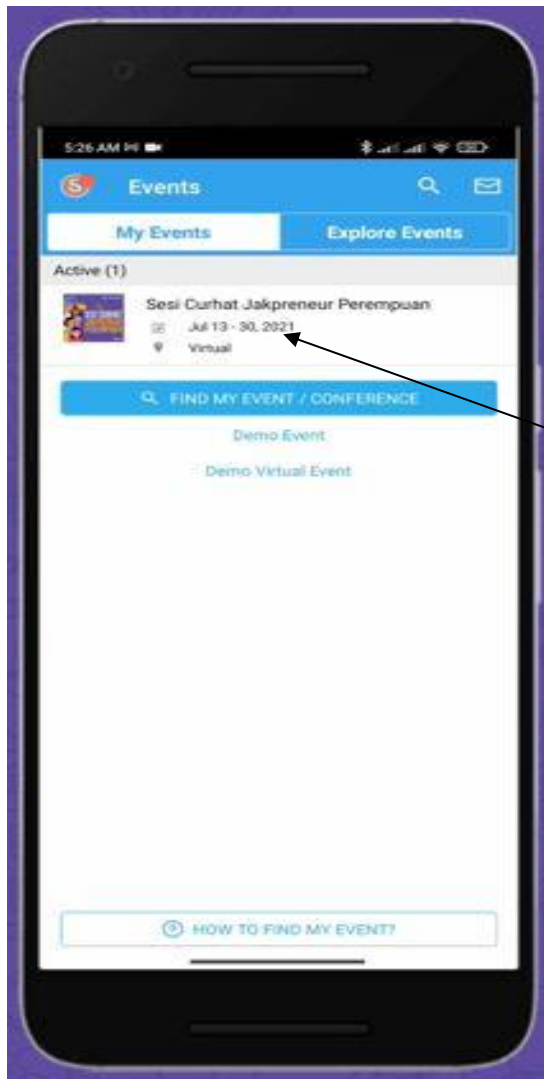 5:26 AM
Events
My Events
Explore Events
Active (1)
Sesi Curhat Jakpreneur Perempuan
Jul 13 - 30, 2021
Virtual
FIND MY EVENT / CONFERENCE
Demo Event
Demo Virtual Event
HOW TO FIND MY EVENT?